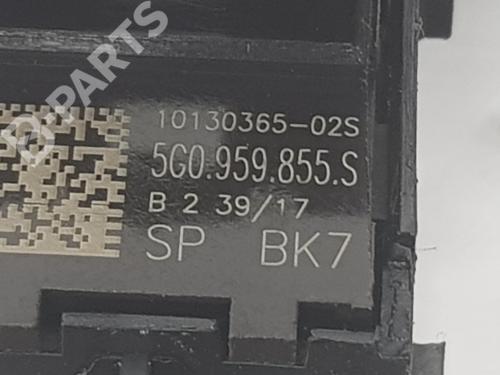 B-PARTS
10130365-02S
5G0.959.855.S
B 2 39/17
SP BK7